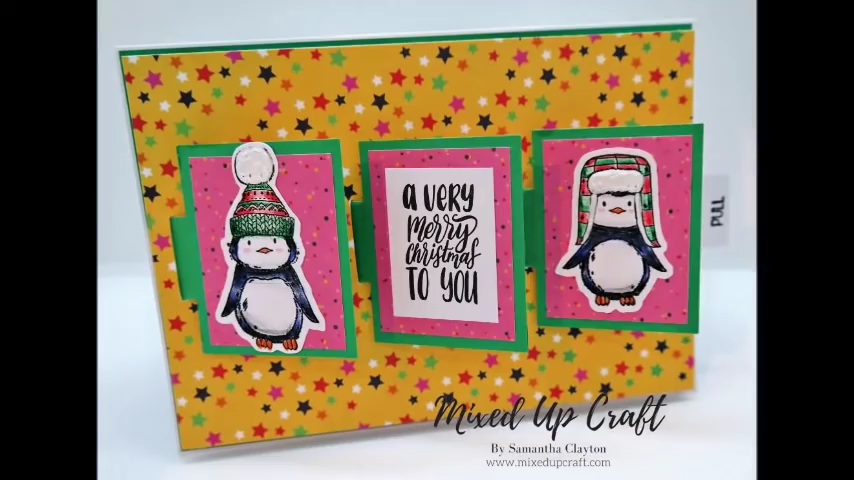 A VERY
merry
christmas
TO YOU
PULL
Mixed Up Craft
By Samantha Clayton
www.mixedupcraft.com